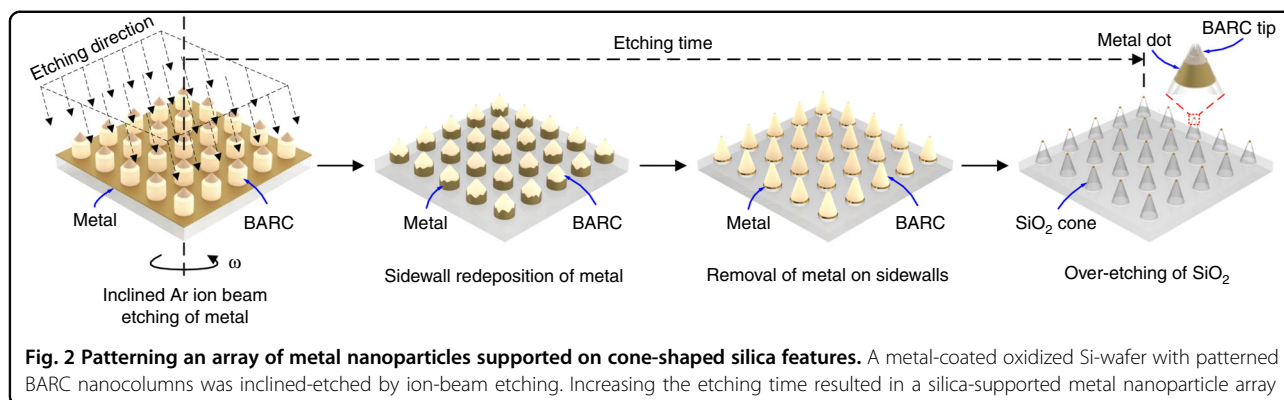 Etching direction
Etching time
BARC tip
Metal dot
Metal
BARC
ω
Inclined Ar ion beam
etching of metal
Metal
BARC
Sidewall redeposition of metal
Metal
BARC
Removal of metal on sidewalls
SiO₂ cone
Over-etching of SiO₂
Fig. 2 Patterning an array of metal nanoparticles supported on cone-shaped silica features. A metal-coated oxidized Si-wafer with patterned
BARC nanocolumns was inclined-etched by ion-beam etching. Increasing the etching time resulted in a silica-supported metal nanoparticle array